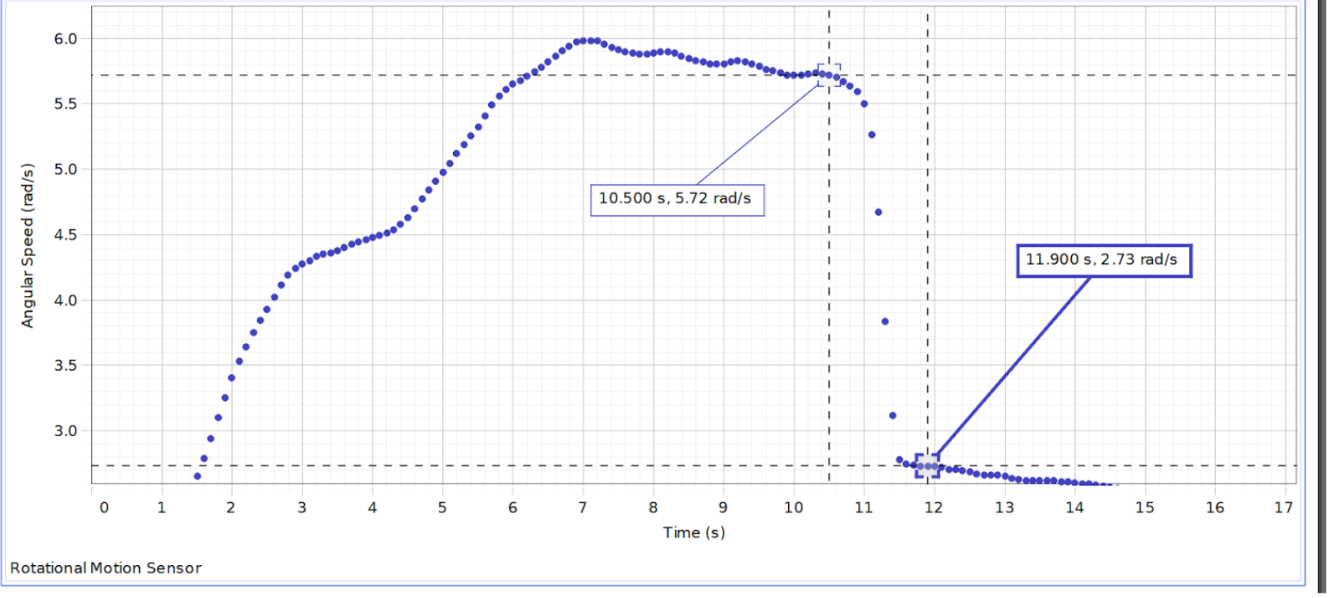 6.0
5.5
5.0
4.5
4.0
3.5
3.0
Angular Speed (rad/s)
10.500 s, 5.72 rad/s
11.900 s, 2.73 rad/s
0 1 2 3 4 5 6 7 8 9 10 11 12 13 14 15 16 17
Time (s)
Rotational Motion Sensor